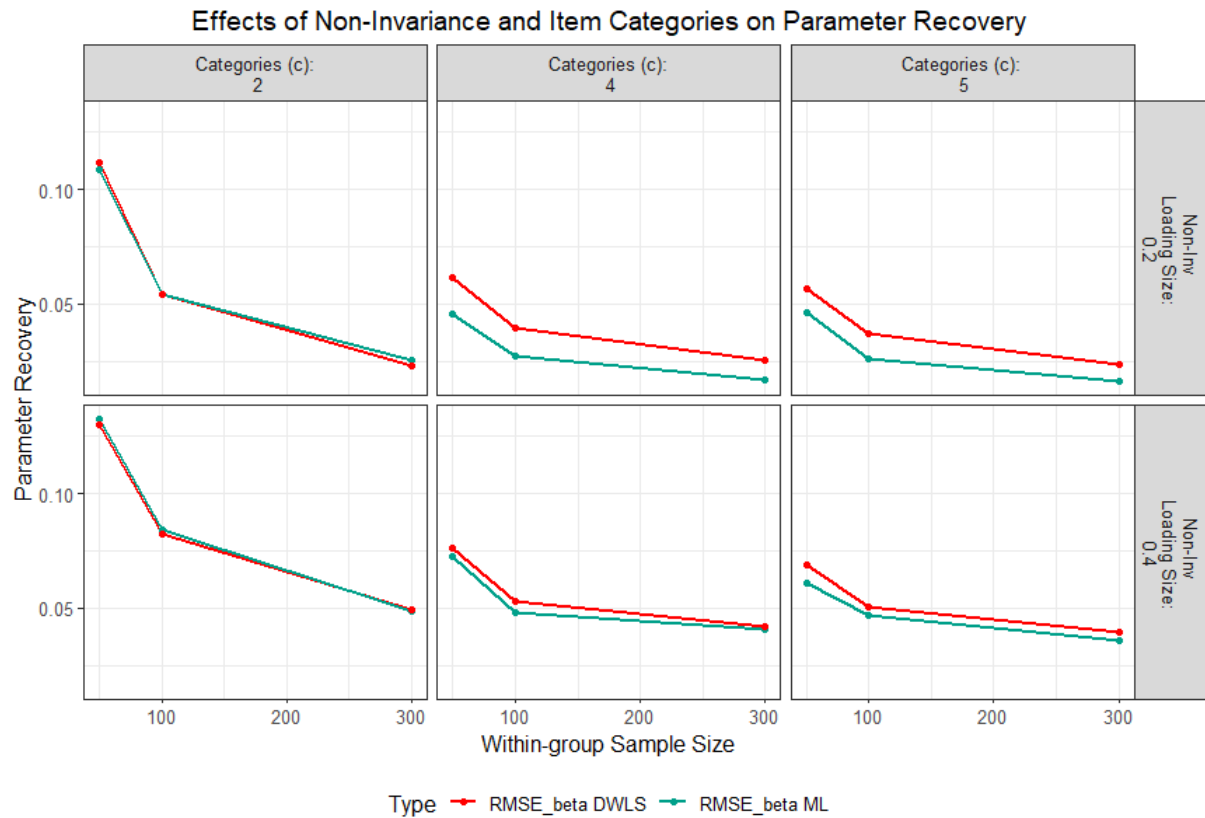 Effects of Non-Invariance and Item Categories on Parameter Recovery
Categories (c):
2
Categories (c):
4
Categories (c):
5
Parameter Recovery
0.10
0.05
Non-Inv
Loading Size:
0.2
0.10
0.05
Non-Inv
Loading Size:
0.4
100
200
300
100
200
300
100
200
300
Within-group Sample Size
Type
RMSE_beta DWLS
RMSE_beta ML